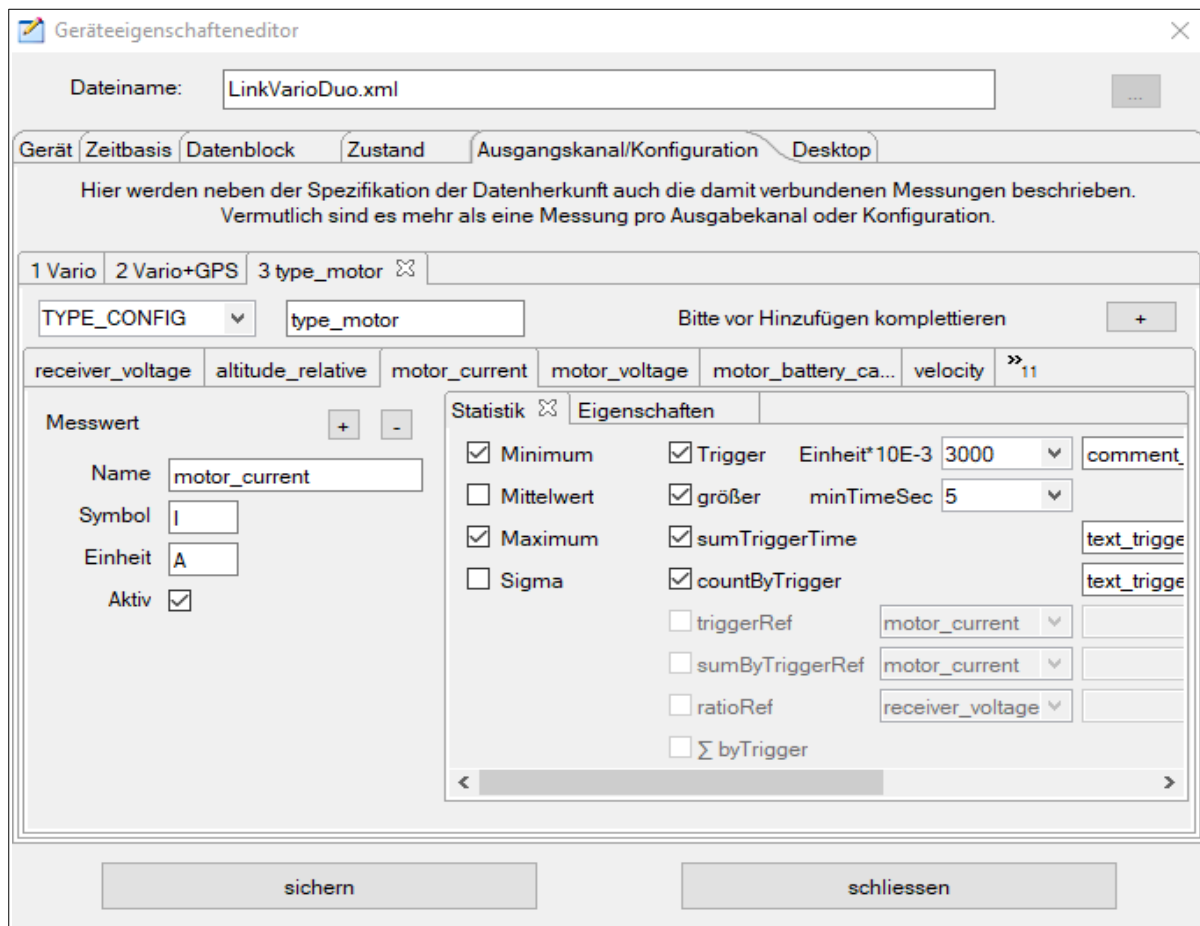 Geräteeigenschafteneditor
Dateiname: LinkVarioDuo.xml ...
Gerät Zeitbasis Datenblock Zustand Ausgangskanal/Konfiguration Desktop
Hier werden neben der Spezifikation der Datenherkunft auch die damit verbundenen Messungen beschrieben.
Vermutlich sind es mehr als eine Messung pro Ausgabekanal oder Konfiguration.
1 Vario 2 Vario+GPS 3 type_motor
TYPE_CONFIG type_motor Bitte vor Hinzufügen komplettieren +
receiver_voltage altitude_relative motor_current motor_voltage motor_battery_ca... velocity »11
Statistik Eigenschaften
Messwert + -
Name motor_current
Symbol I
Einheit A
Aktiv
Minimum Trigger Einheit*10E-3 3000 comment_
Mittelwert größer minTimeSec 5
Maximum sumTriggerTime text_trigge
Sigma countByTrigger text_trigge
triggerRef motor_current
sumByTriggerRef motor_current
ratioRef receiver_voltage
∑ byTrigger
sichern schliessen